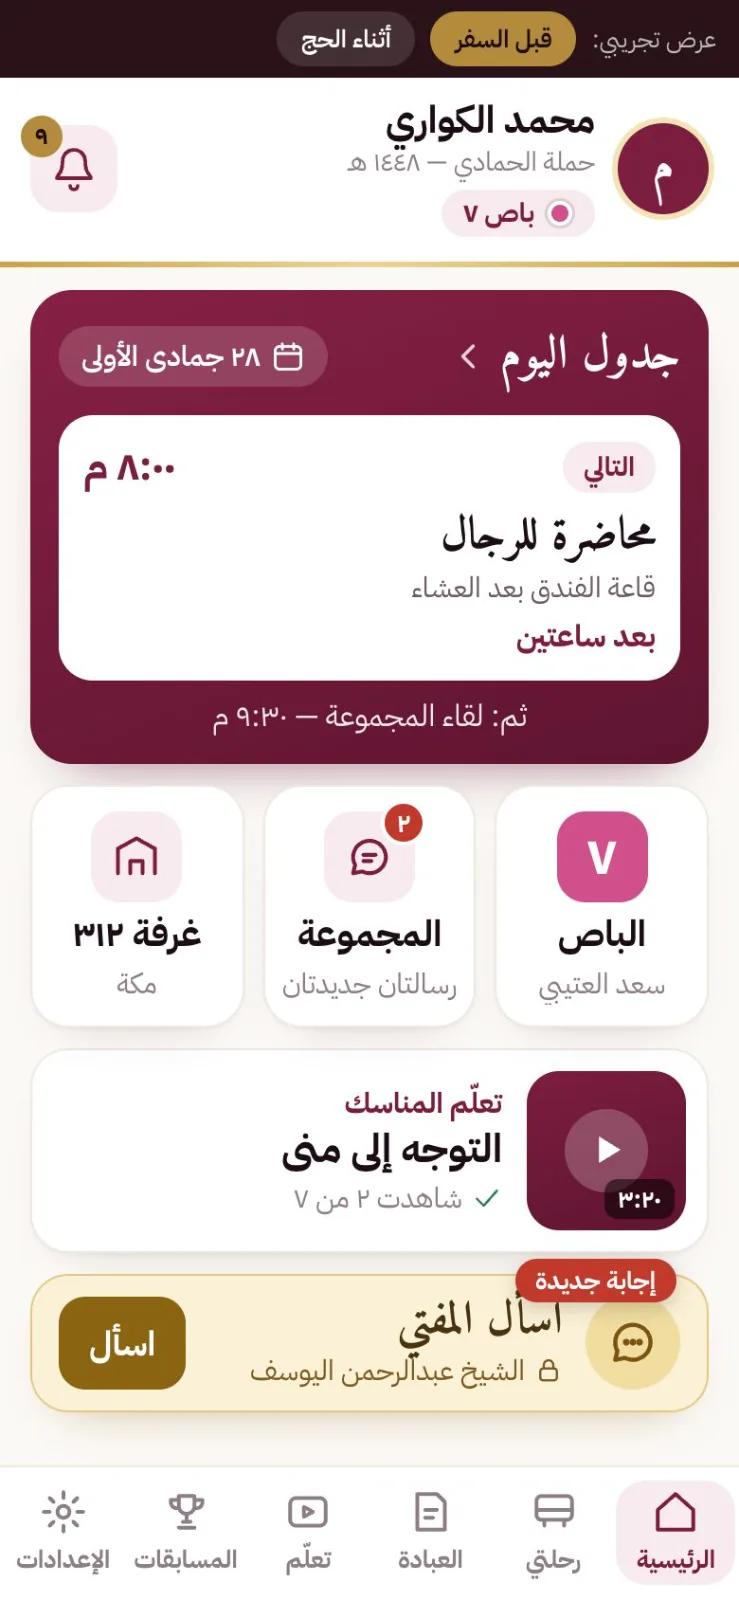 عرض تجريبي: قبل السفر أثناء الحج
م
محمد الكواري
حملة الحمادي — ١٤٤٨ هـ
باص ٧
٩
جدول اليوم
٢٨ جمادى الأولى
التالي
٨:٠٠ م
محاضرة للرجال
قاعة الفندق بعد العشاء
بعد ساعتين
ثم: لقاء المجموعة — ٩:٣٠ م
٧
الباص
سعد العتيبي
٢
المجموعة
رسالتان جديدتان
غرفة ٣١٢
مكة
٣:٢٠
تعلّم المناسك
التوجه إلى منى
شاهدت ٢ من ٧
إجابة جديدة
اسأل المفتي
الشيخ عبدالرحمن اليوسف
اسأل
الرئيسية
رحلتي
العبادة
تعلّم
المسابقات
الإعدادات